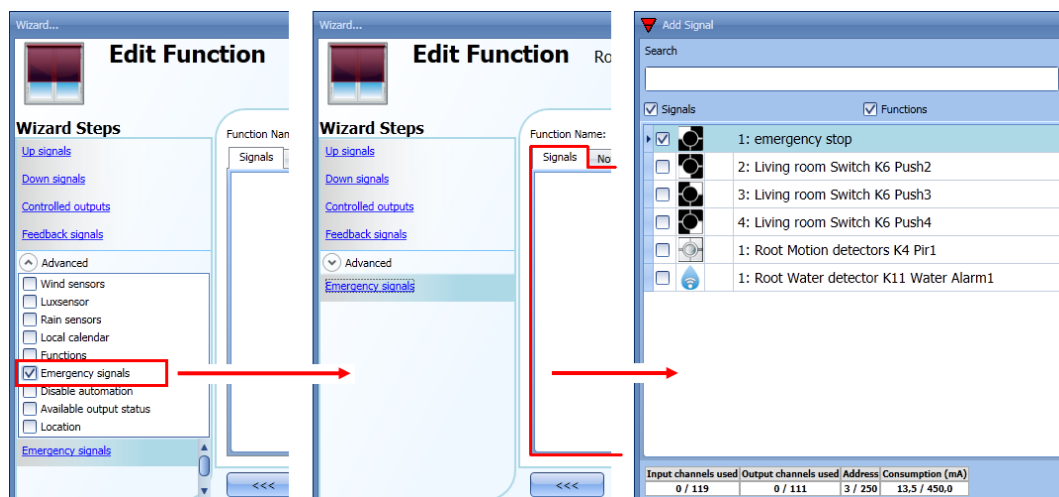 Wizard...
Edit Function
Wizard Steps
Up signals
Down signals
Controlled outputs
Feedback signals
Advanced
Wind sensors
Luxsensor
Rain sensors
Local calendar
Functions
Emergency signals
Disable automation
Available output status
Location
Emergency signals
Function Nan
Signals
<<<
Wizard...
Edit Function Ro
Wizard Steps
Up signals
Down signals
Controlled outputs
Feedback signals
Advanced
Emergency signals
Function Name:
Signals No
<<<
Add Signal
Search
Signals Functions
1: emergency stop
2: Living room Switch K6 Push2
3: Living room Switch K6 Push3
4: Living room Switch K6 Push4
1: Root Motion detectors K4 Pir1
1: Root Water detector K11 Water Alarm1
Input channels used Output channels used Address Consumption (mA)
0 / 119 0 / 111 3 / 250 13,5 / 450,0